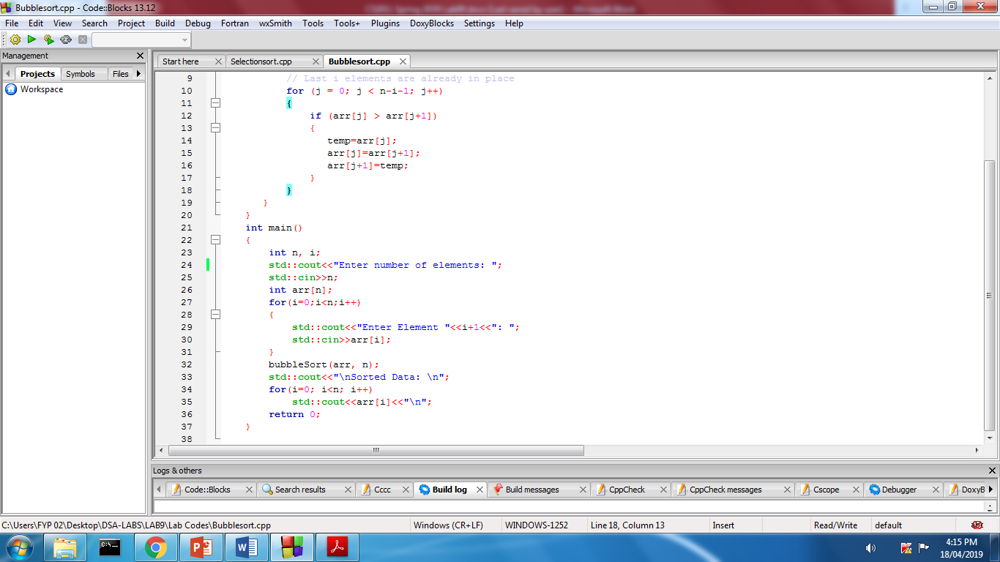 Bubblesort.cpp - Code::Blocks 13.12
File Edit View Search Project Build Debug Fortran wxSmith Tools Tools+ Plugins DoxyBlocks Settings Help
Management
Projects Symbols Files
Workspace
Start here Selectionsort.cpp Bubblesort.cpp
9 // Last i elements are already in place
10 for (j = 0; j < n-i-1; j++)
11 {
12 if (arr[j] > arr[j+1])
13 {
14 temp=arr[j];
15 arr[j]=arr[j+1];
16 arr[j+1]=temp;
17 }
18 }
19 }
20 }
21 int main()
22 {
23 int n, i;
24 std::cout<<"Enter number of elements: ";
25 std::cin>>n;
26 int arr[n];
27 for(i=0;i<n;i++)
28 {
29 std::cout<<"Enter Element "<<i+1<<": ";
30 std::cin>>arr[i];
31 }
32 bubbleSort(arr, n);
33 std::cout<<"\nSorted Data: \n";
34 for(i=0; i<n; i++)
35 std::cout<<arr[i]<<"\n";
36 return 0;
37 }
38
Logs & others
Code::Blocks Search results Cccc Build log Build messages CppCheck CppCheck messages Cscope Debugger DoxyB
C:\Users\FYP 02\Desktop\DSA-LABS\LAB9\Lab Codes\Bubblesort.cpp Windows (CR+LF) WINDOWS-1252 Line 18, Column 13 Insert Read/Write default
4:15 PM
18/04/2019